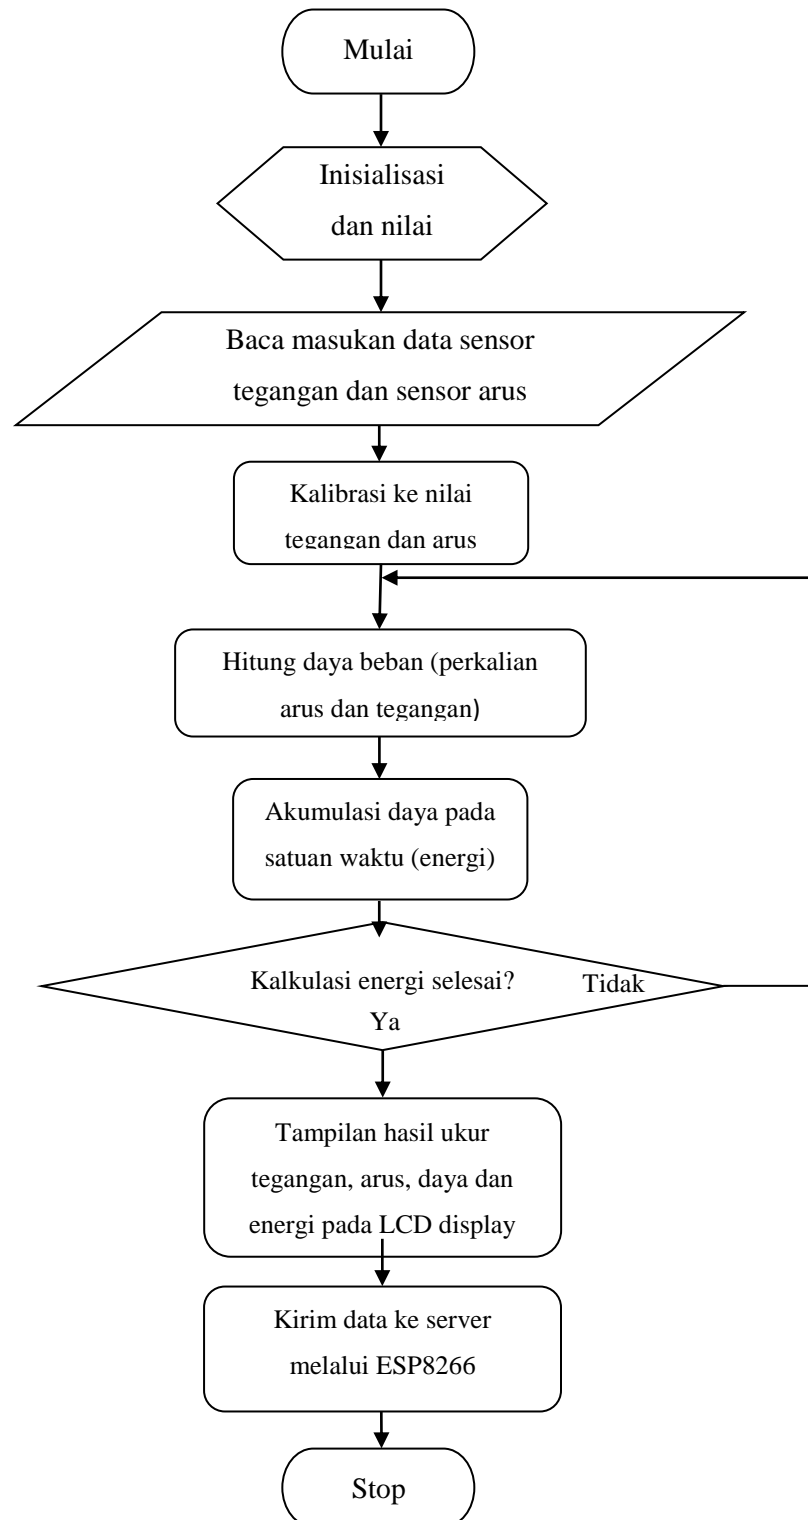 Mulai
Inisialisasi
dan nilai
Baca masukan data sensor
tegangan dan sensor arus
Kalibrasi ke nilai
tegangan dan arus
Hitung daya beban (perkalian
arus dan tegangan)
Akumulasi daya pada
satuan waktu (energi)
Kalkulasi energi selesai?
Tidak
Ya
Tampilan hasil ukur
tegangan, arus, daya dan
energi pada LCD display
Kirim data ke server
melalui ESP8266
Stop